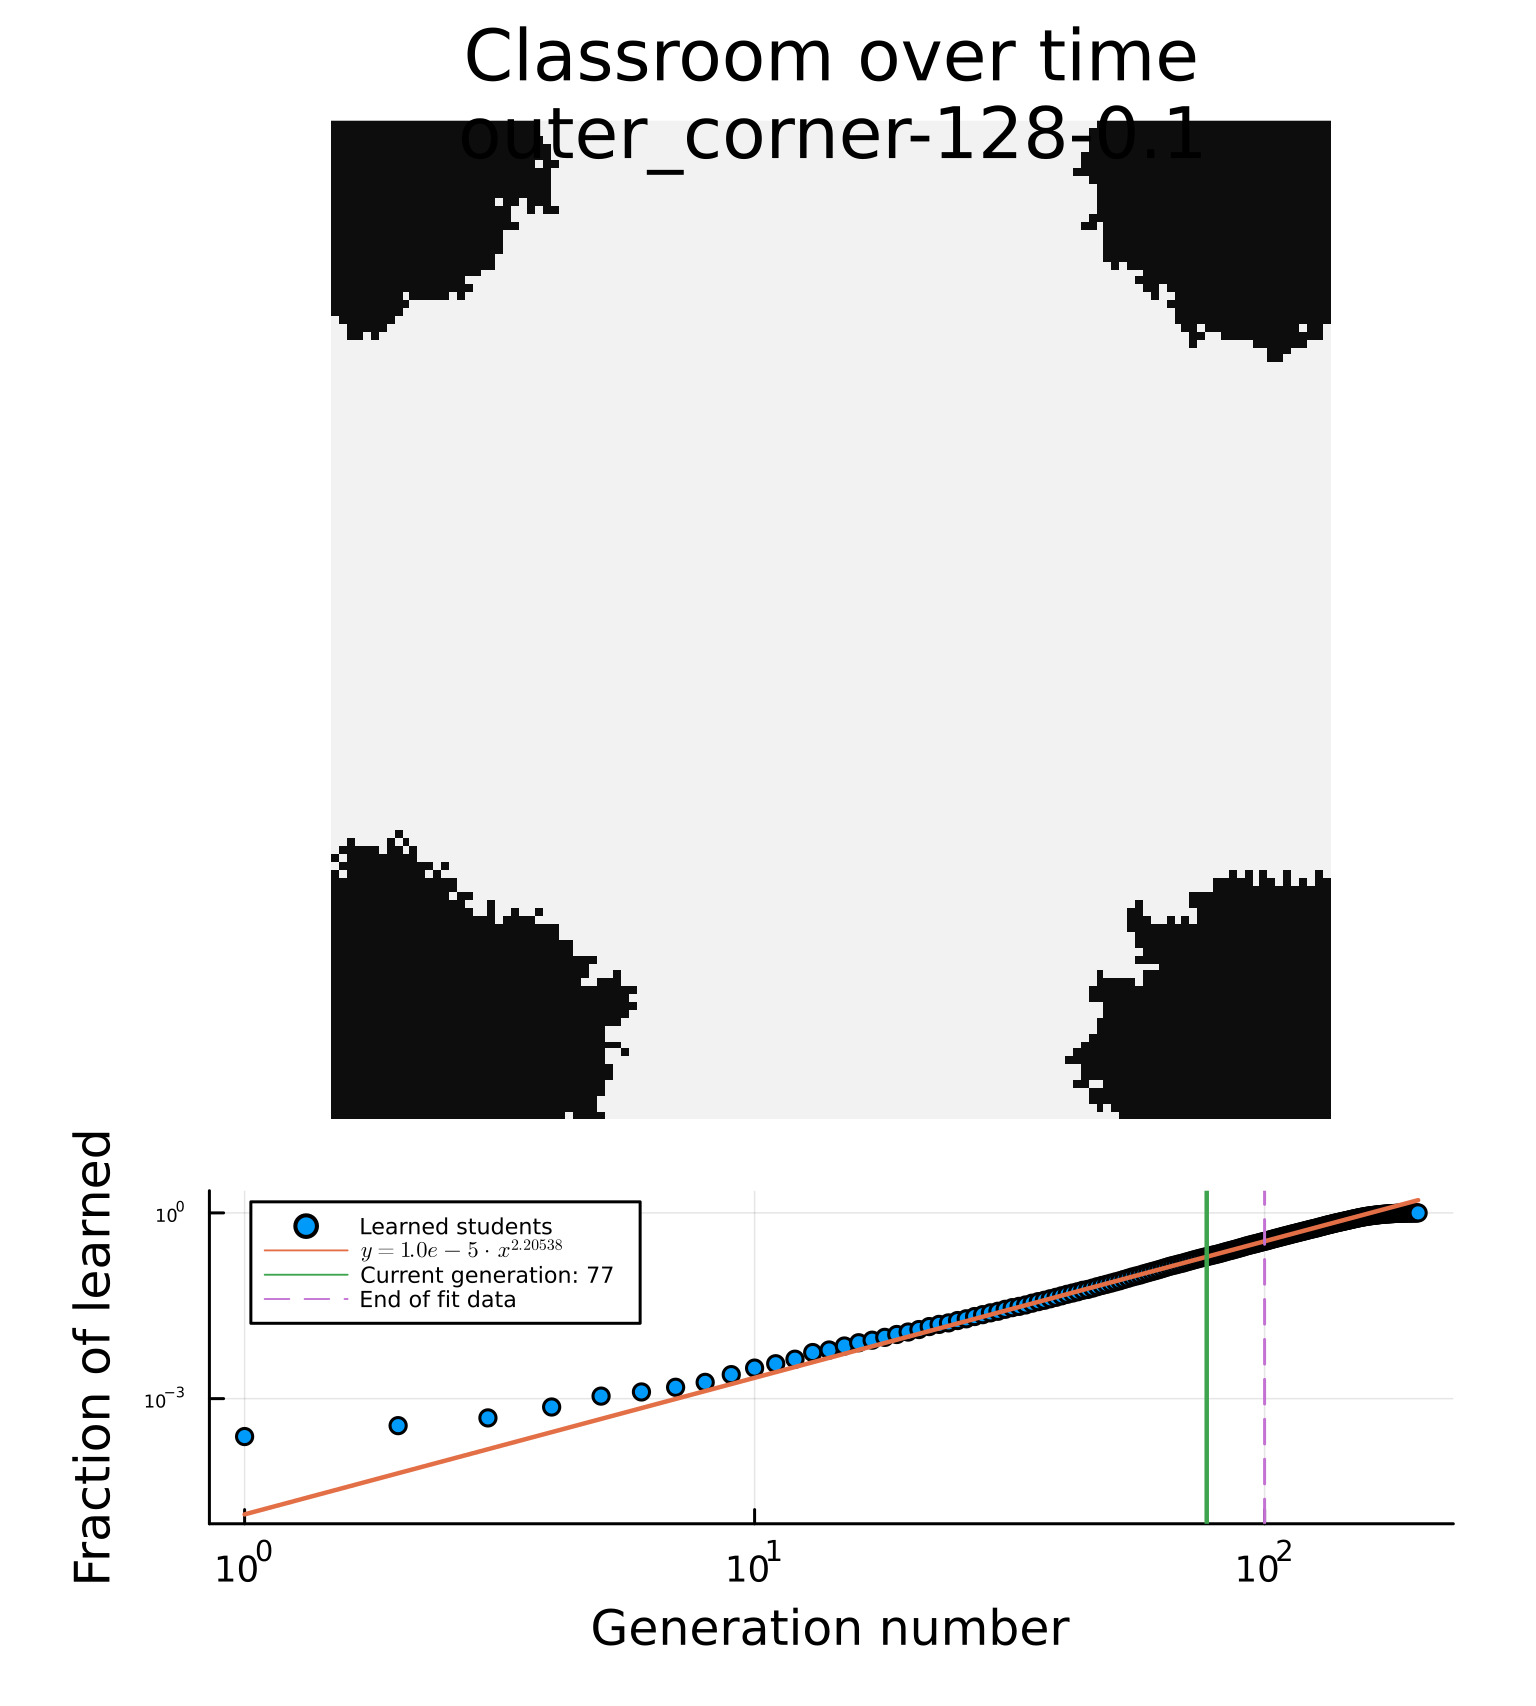 Classroom over time
outer_corner-128-0.1
Fraction of learned
10^0
10^-3
Learned students
y = 1.0e − 5 · x^2.20538
Current generation: 77
End of fit data
10^0 10^1 10^2
Generation number